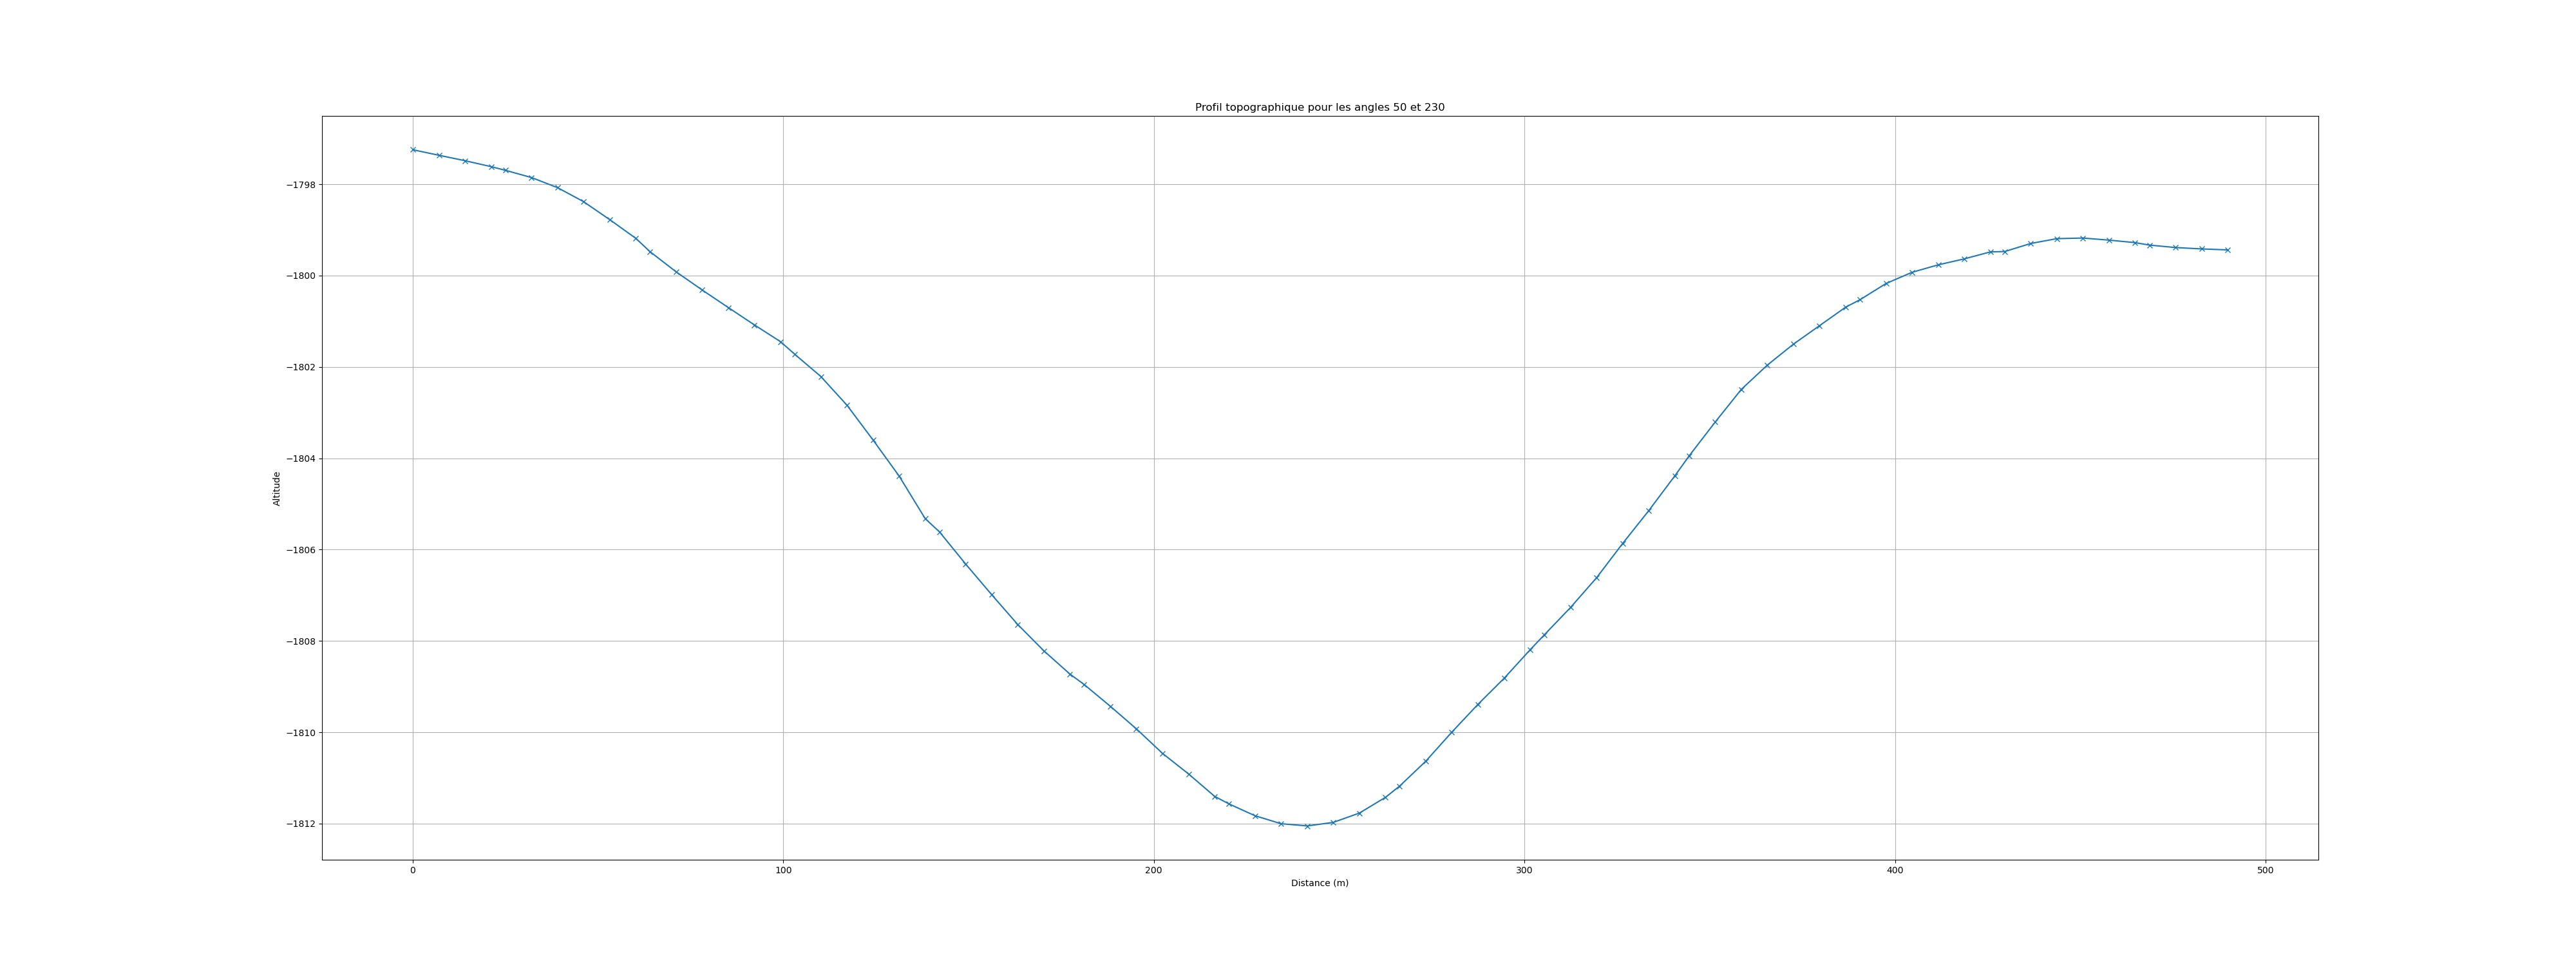 Profil topographique pour les angles 50 et 230
−1798
−1800
−1802
−1804
−1806
−1808
−1810
−1812
Altitude
0 100 200 300 400 500
Distance (m)